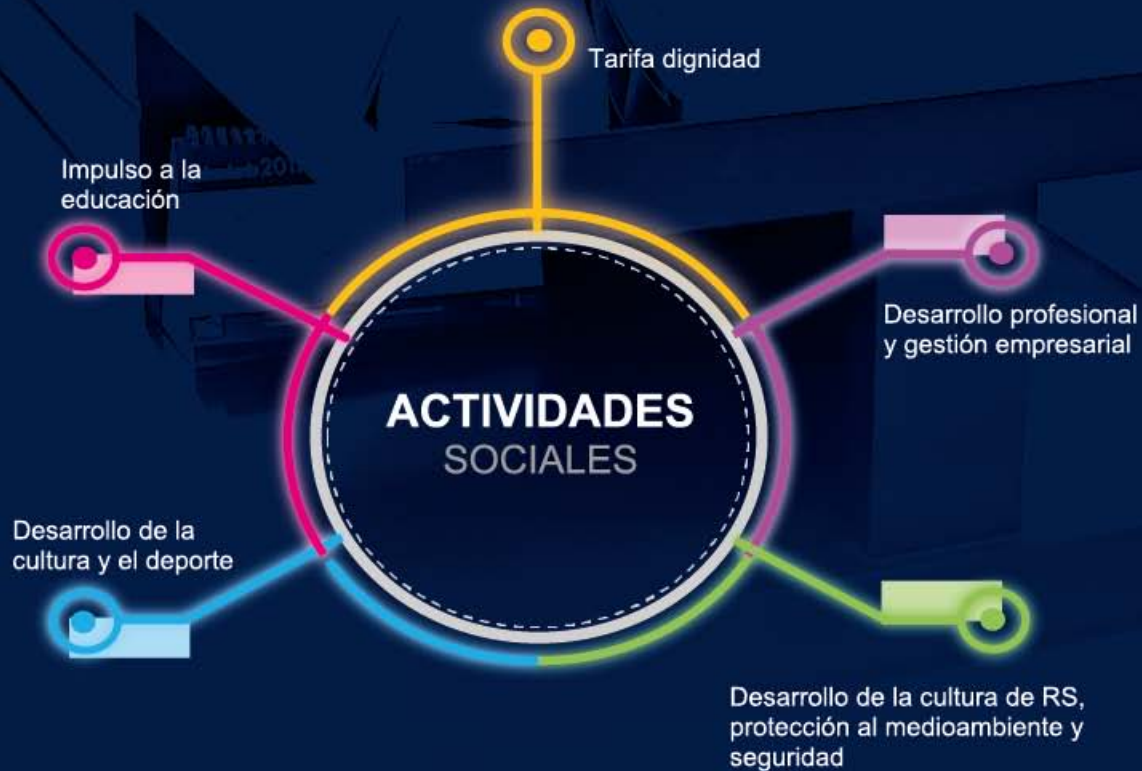 Tarifa dignidad
Impulso a la
educación
Desarrollo profesional
y gestión empresarial
ACTIVIDADES
SOCIALES
Desarrollo de la
cultura y el deporte
Desarrollo de la cultura de RS,
protección al medioambiente y
seguridad